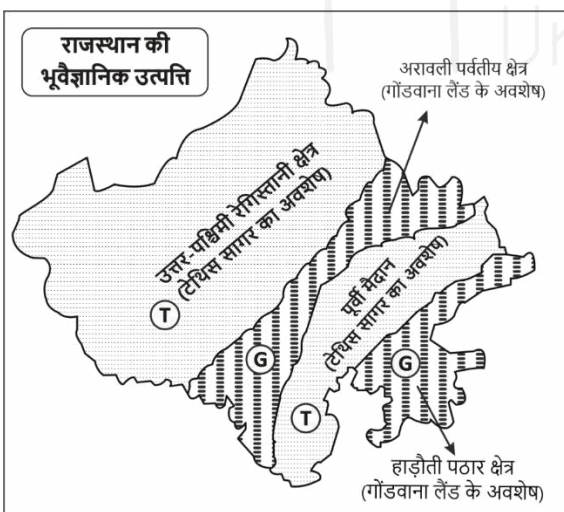 राजस्थान की
भूवैज्ञानिक उत्पत्ति
अरावली पर्वतीय क्षेत्र
(गोंडवाना लैंड के अवशेष)
उत्तर-पश्चिमी रेगिस्तानी क्षेत्र
(टेथिस सागर का अवशेष)
पूर्वी मैदान
(टेथिस सागर का अवशेष)
T
G
G
T
हाड़ौती पठार क्षेत्र
(गोंडवाना लैंड के अवशेष)